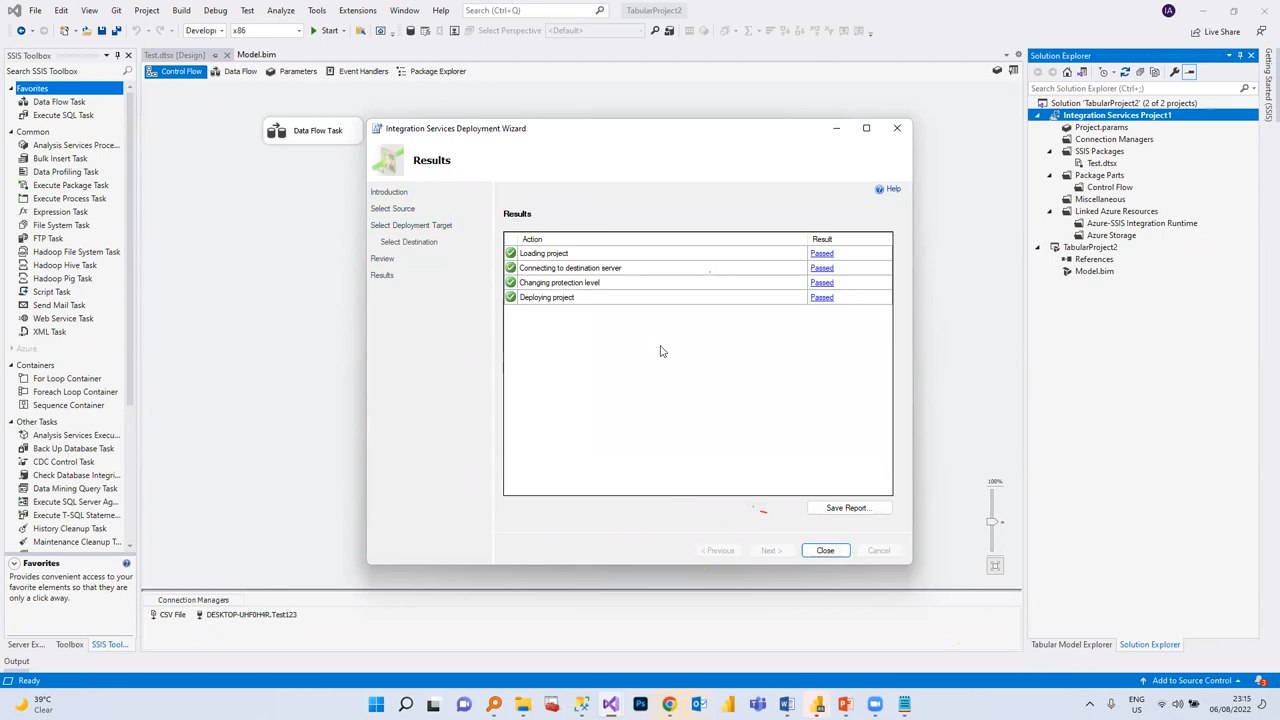 File Edit View Git Project Build Debug Test Analyze Tools Extensions Window Help Search (Ctrl+Q) TabularProject2 IA
Developi x86 Start Select Perspective <Default> Live Share
SSIS Toolbox
Search SSIS Toolbox
Favorites
Data Flow Task
Execute SQL Task
Common
Analysis Services Proce...
Bulk Insert Task
Data Profiling Task
Execute Package Task
Execute Process Task
Expression Task
File System Task
FTP Task
Hadoop File System Task
Hadoop Hive Task
Hadoop Pig Task
Script Task
Send Mail Task
Web Service Task
XML Task
Azure
Containers
For Loop Container
Foreach Loop Container
Sequence Container
Other Tasks
Analysis Services Execu...
Back Up Database Task
CDC Control Task
Check Database Integri...
Data Mining Query Task
Execute SQL Server Ag...
Execute T-SQL Stateme...
History Cleanup Task
Maintenance Cleanup T...
Favorites
Provides convenient access to your
favorite elements so that they are
only a click away.
Server Ex... Toolbox SSIS Tool...
Output
Test.dtsx [Design] Model.bim
Control Flow Data Flow Parameters Event Handlers Package Explorer
Data Flow Task
Integration Services Deployment Wizard
Results
Help
Introduction
Select Source
Select Deployment Target
Select Destination
Review
Results
Results
Action Result
Loading project Passed
Connecting to destination server Passed
Changing protection level Passed
Deploying project Passed
Save Report...
< Previous Next > Close Cancel
100%
Connection Managers
CSV File DESKTOP-UHF0H4R.Test123
Solution Explorer
Search Solution Explorer (Ctrl+;)
Solution 'TabularProject2' (2 of 2 projects)
Integration Services Project1
Project.params
Connection Managers
SSIS Packages
Test.dtsx
Package Parts
Control Flow
Miscellaneous
Linked Azure Resources
Azure-SSIS Integration Runtime
Azure Storage
TabularProject2
References
Model.bim
Tabular Model Explorer Solution Explorer
Getting Started (SSIS)
Ready Add to Source Control 3
39°C
Clear
ENG
US
23:15
06/08/2022